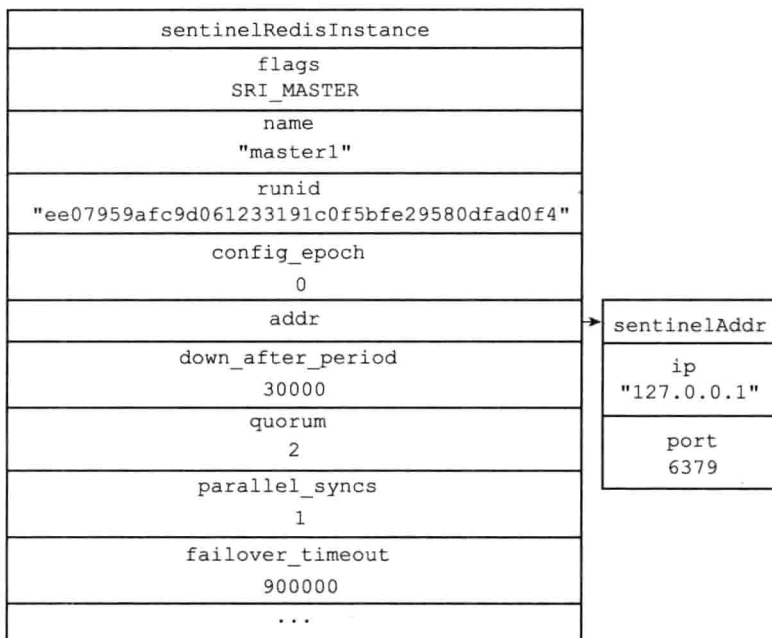 sentinelRedisInstance
flags
SRI_MASTER
name
"master1"
runid
"ee07959afc9d061233191c0f5bfe29580dfad0f4"
config_epoch
0
addr
down_after_period
30000
quorum
2
parallel_syncs
1
failover_timeout
900000
...
sentinelAddr
ip
"127.0.0.1"
port
6379